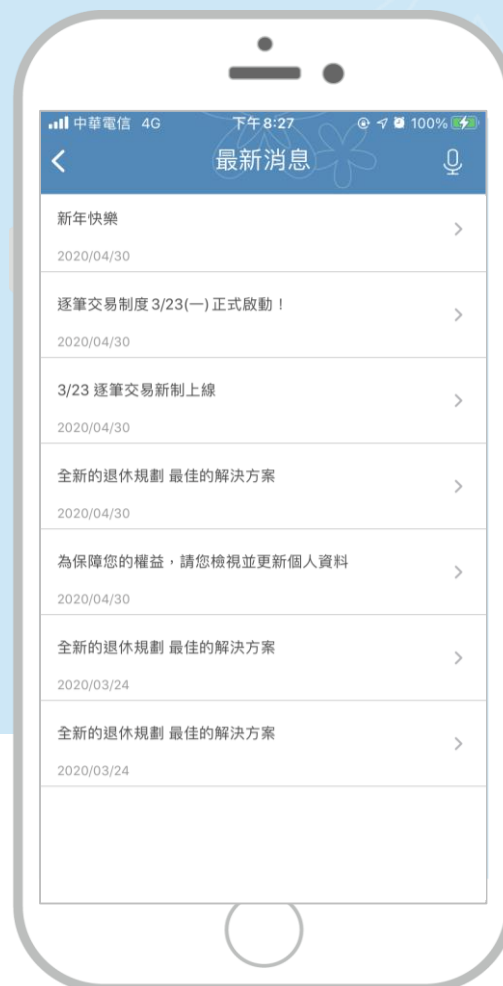 中華電信 4G 下午8:27 100%
最新消息
新年快樂
2020/04/30
逐筆交易制度3/23(一)正式啟動！
2020/04/30
3/23 逐筆交易新制上線
2020/04/30
全新的退休規劃 最佳的解決方案
2020/04/30
為保障您的權益，請您檢視並更新個人資料
2020/04/30
全新的退休規劃 最佳的解決方案
2020/03/24
全新的退休規劃 最佳的解決方案
2020/03/24